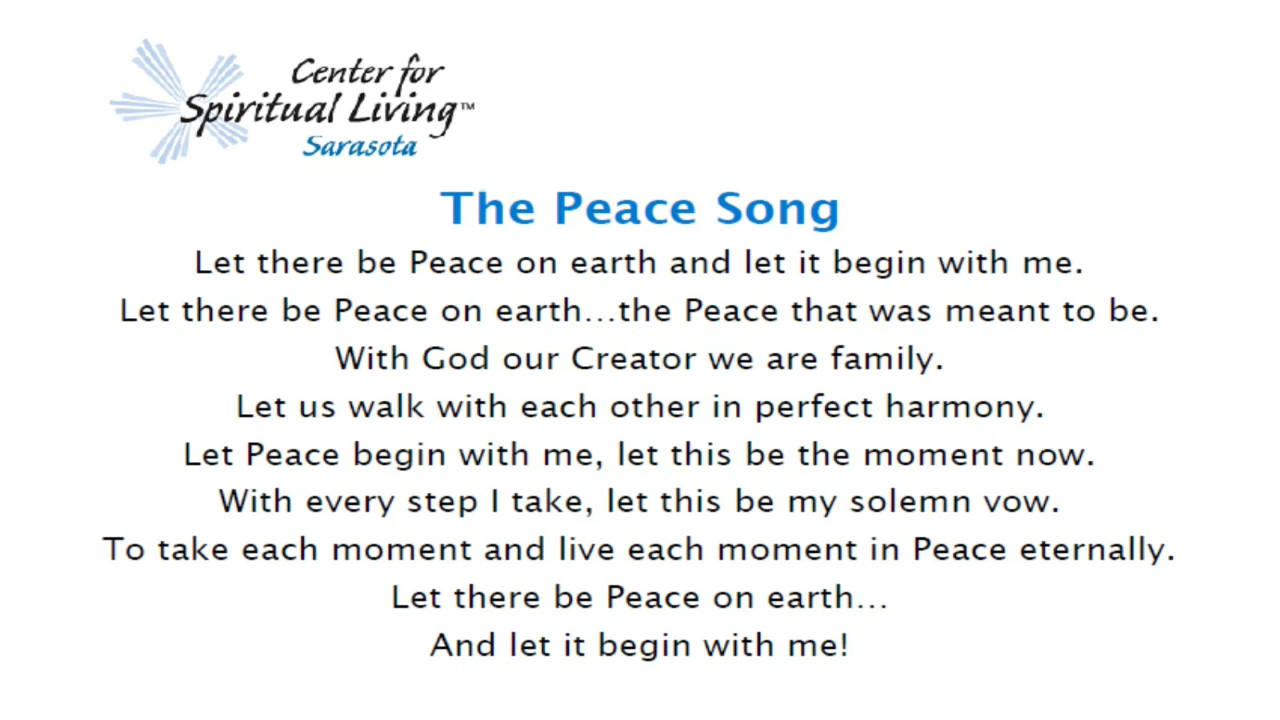 Center for
Spiritual Living™
Sarasota
The Peace Song
Let there be Peace on earth and let it begin with me.
Let there be Peace on earth...the Peace that was meant to be.
With God our Creator we are family.
Let us walk with each other in perfect harmony.
Let Peace begin with me, let this be the moment now.
With every step I take, let this be my solemn vow.
To take each moment and live each moment in Peace eternally.
Let there be Peace on earth...
And let it begin with me!